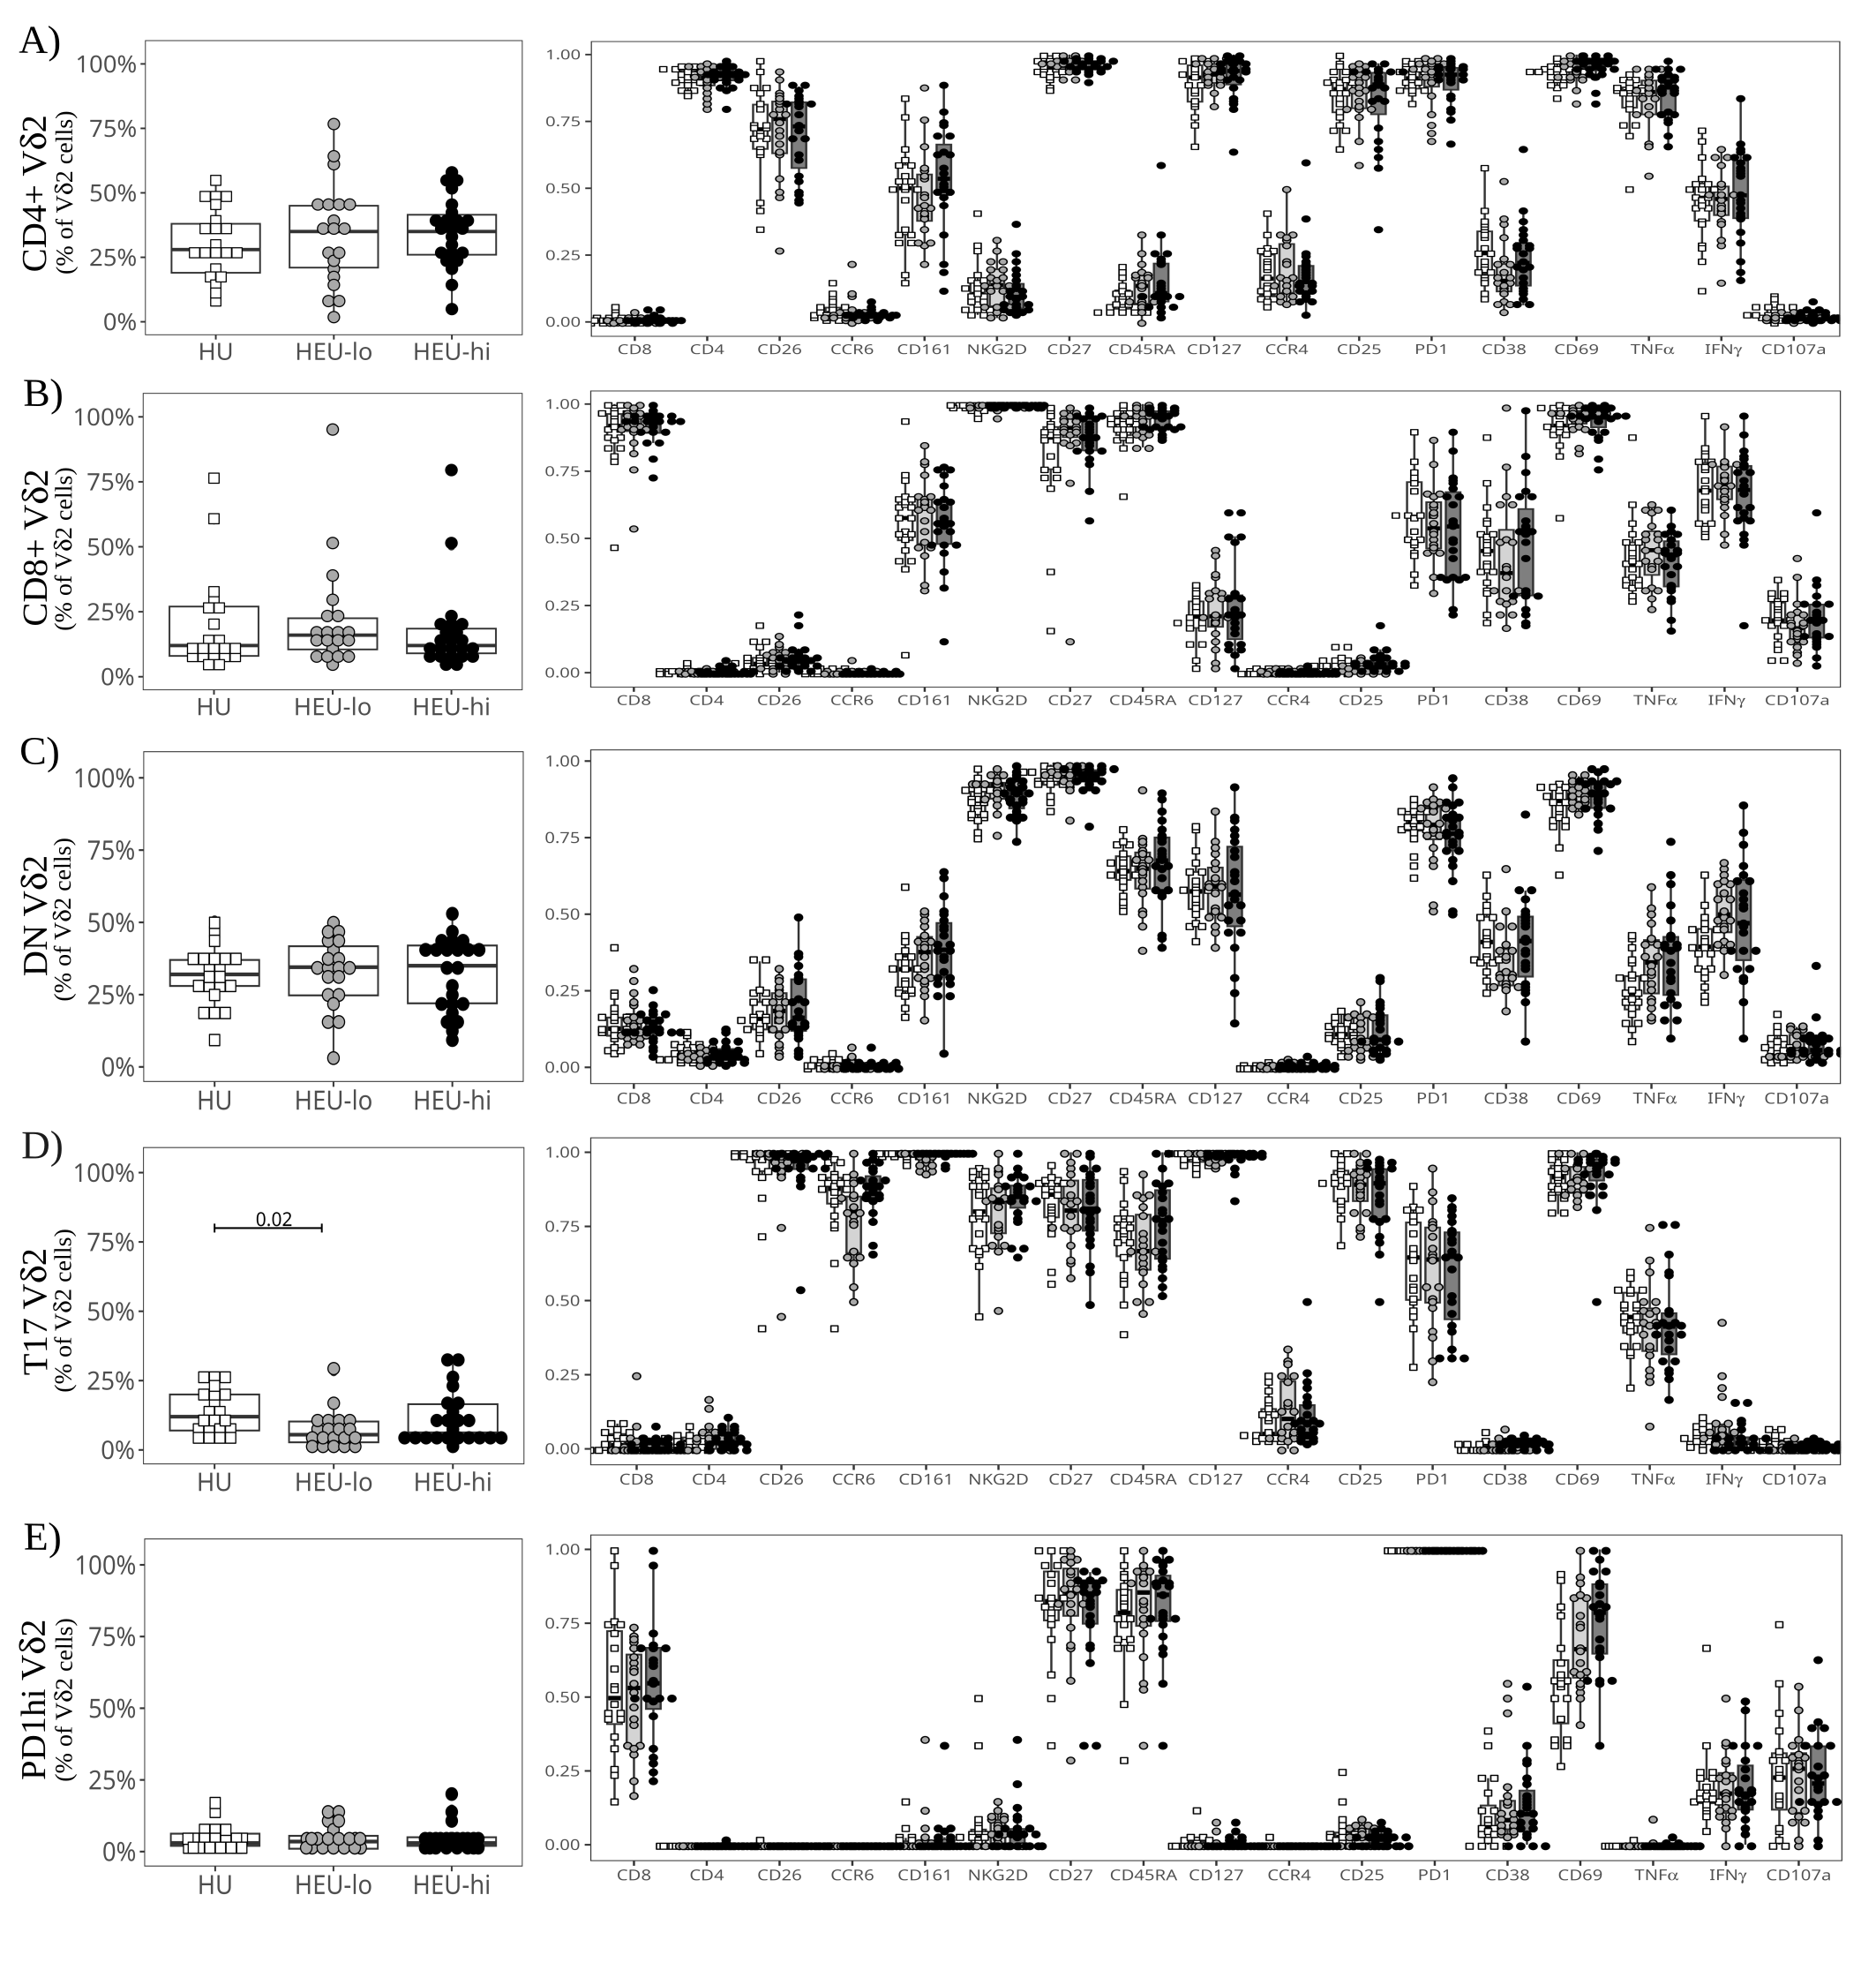 A)
CD4+ Vδ2
(% of Vδ2 cells)
100%
75%
50%
25%
0%
HU HEU-lo HEU-hi
1.00
0.75
0.50
0.25
0.00
CD8 CD4 CD26 CCR6 CD161 NKG2D CD27 CD45RA CD127 CCR4 CD25 PD1 CD38 CD69 TNFα IFNγ CD107a
B)
CD8+ Vδ2
(% of Vδ2 cells)
100%
75%
50%
25%
0%
HU HEU-lo HEU-hi
1.00
0.75
0.50
0.25
0.00
CD8 CD4 CD26 CCR6 CD161 NKG2D CD27 CD45RA CD127 CCR4 CD25 PD1 CD38 CD69 TNFα IFNγ CD107a
C)
DN Vδ2
(% of Vδ2 cells)
100%
75%
50%
25%
0%
HU HEU-lo HEU-hi
1.00
0.75
0.50
0.25
0.00
CD8 CD4 CD26 CCR6 CD161 NKG2D CD27 CD45RA CD127 CCR4 CD25 PD1 CD38 CD69 TNFα IFNγ CD107a
D)
T17 Vδ2
(% of Vδ2 cells)
100%
75%
50%
25%
0%
0.02
HU HEU-lo HEU-hi
1.00
0.75
0.50
0.25
0.00
CD8 CD4 CD26 CCR6 CD161 NKG2D CD27 CD45RA CD127 CCR4 CD25 PD1 CD38 CD69 TNFα IFNγ CD107a
E)
PD1hi Vδ2
(% of Vδ2 cells)
100%
75%
50%
25%
0%
HU HEU-lo HEU-hi
1.00
0.75
0.50
0.25
0.00
CD8 CD4 CD26 CCR6 CD161 NKG2D CD27 CD45RA CD127 CCR4 CD25 PD1 CD38 CD69 TNFα IFNγ CD107a